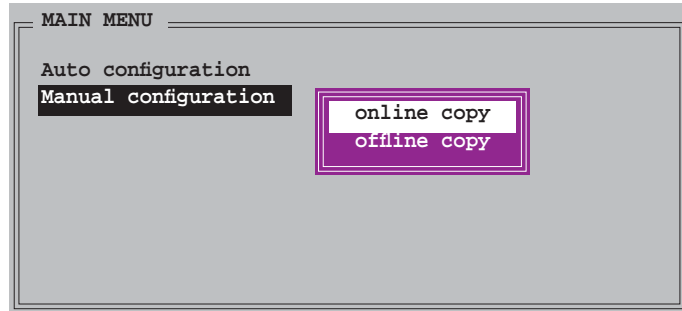 MAIN MENU
Auto configuration
Manual configuration
online copy
offline copy